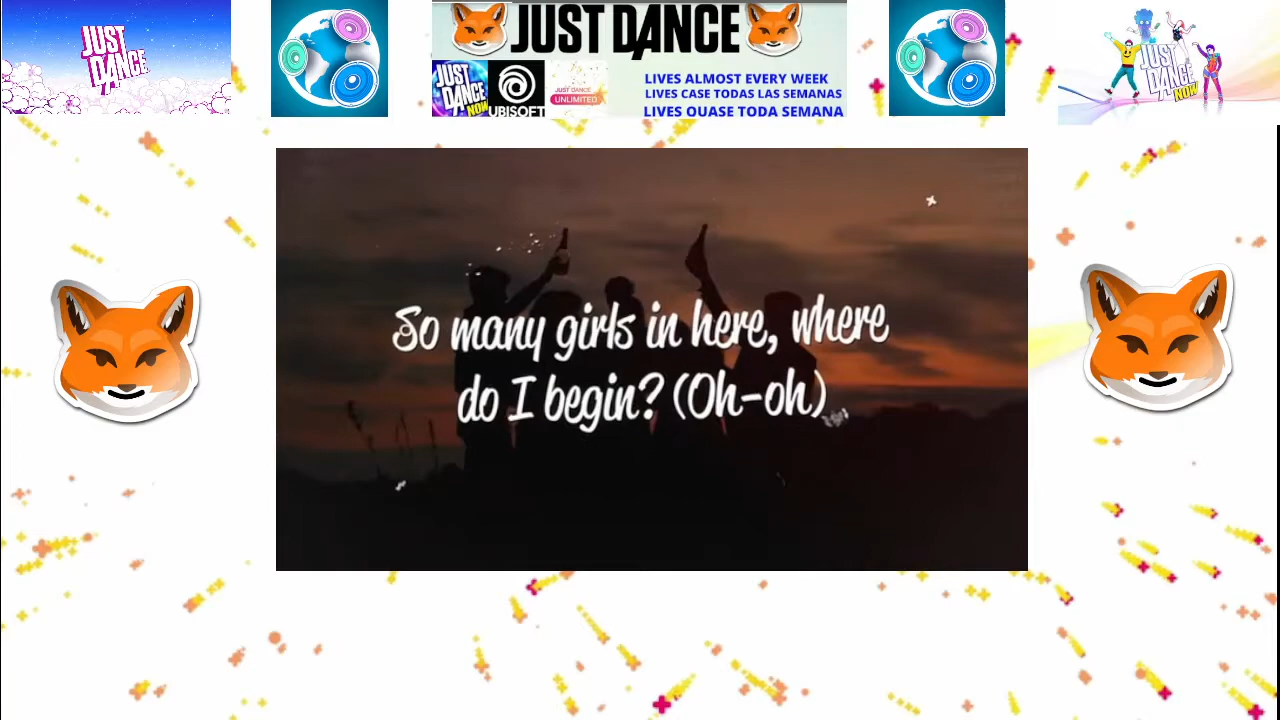 JUST
DANCE
JUST DANCE
JUST
DANCE
NOW
UBISOFT
JUST DANCE
UNLIMITED
LIVES ALMOST EVERY WEEK
LIVES CASE TODAS LAS SEMANAS
LIVES QUASE TODA SEMANA
JUST
DANCE
NOW
So many girls in here, where
do I begin? (Oh-oh)